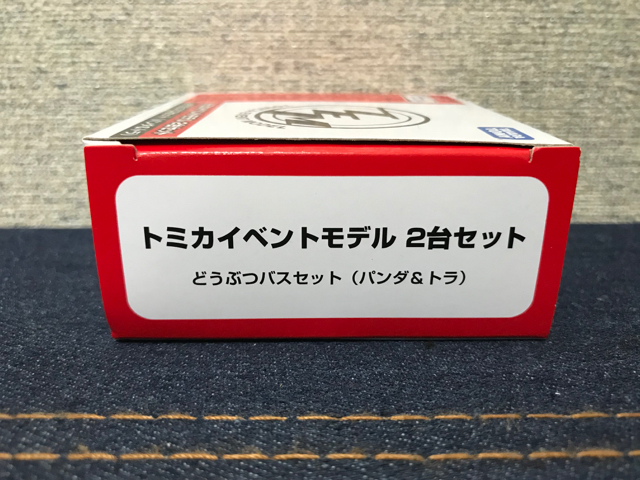 トミカイベントモデル 2台セット
どうぶつバスセット（パンダ＆トラ）